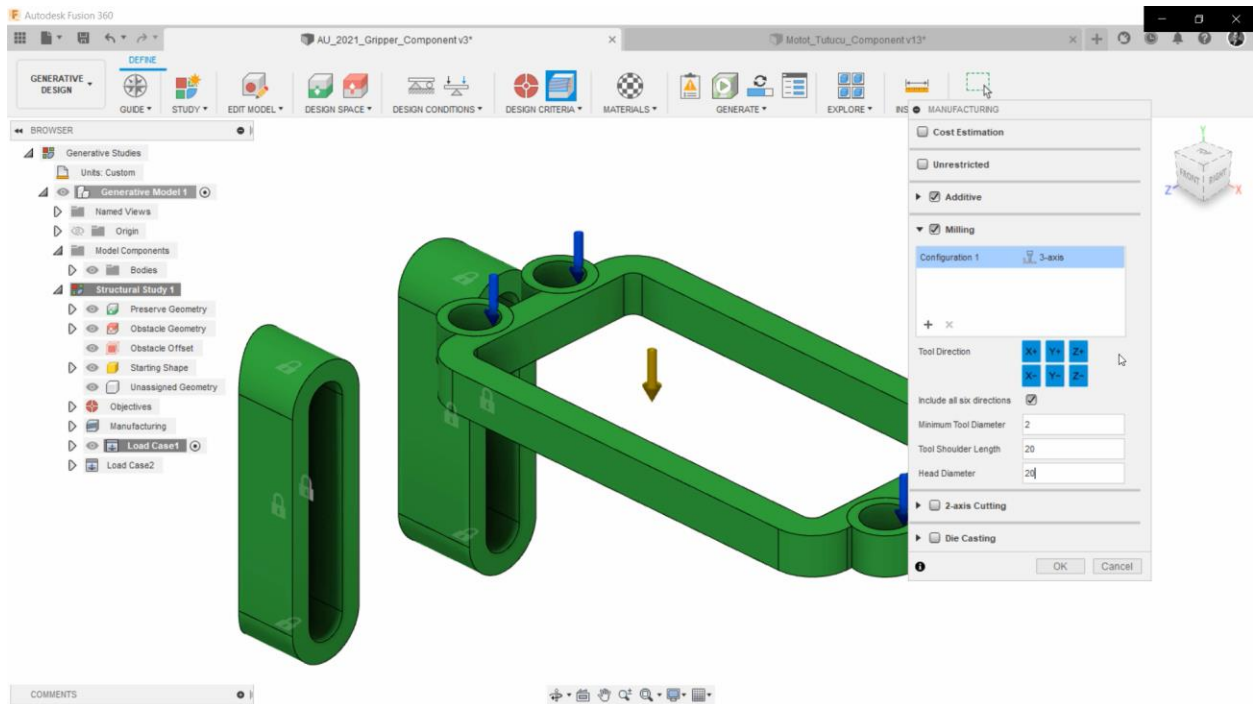 Autodesk Fusion 360
AU_2021_Gripper_Component v3*
Motot_Tutucu_Component v13*
DEFINE
GENERATIVE DESIGN
GUIDE
STUDY
EDIT MODEL
DESIGN SPACE
DESIGN CONDITIONS
DESIGN CRITERIA
MATERIALS
GENERATE
EXPLORE
INS
BROWSER
Generative Studies
Units: Custom
Generative Model 1
Named Views
Origin
Model Components
Bodies
Structural Study 1
Preserve Geometry
Obstacle Geometry
Obstacle Offset
Starting Shape
Unassigned Geometry
Objectives
Manufacturing
Load Case1
Load Case2
MANUFACTURING
Cost Estimation
Unrestricted
Additive
Milling
Configuration 1 3-axis
Tool Direction
X+ Y+ Z+
X- Y- Z-
Include all six directions
Minimum Tool Diameter 2
Tool Shoulder Length 20
Head Diameter 20
2-axis Cutting
Die Casting
OK Cancel
Y
TOP
FRONT RIGHT
Z X
COMMENTS